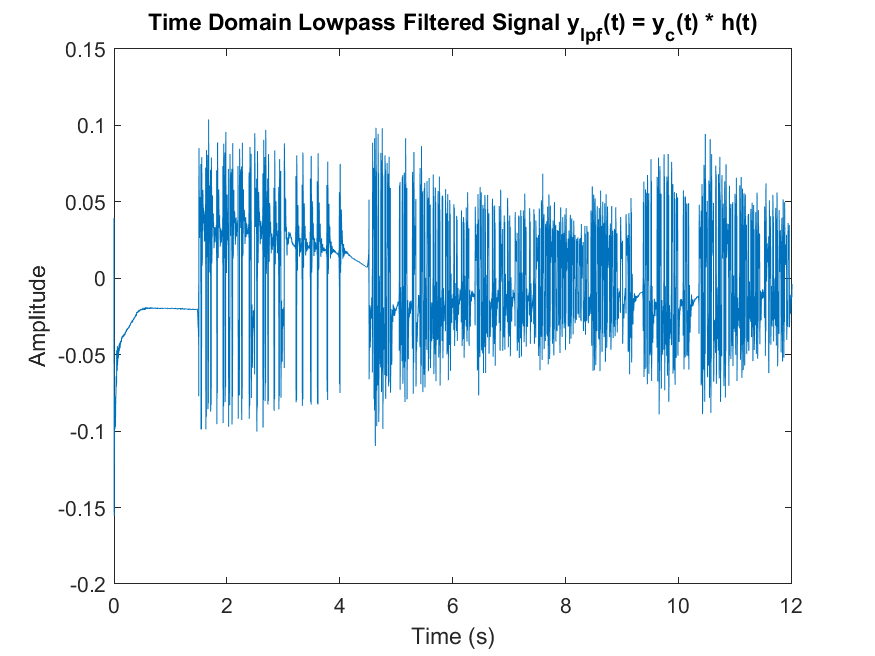 Time Domain Lowpass Filtered Signal y_lpf(t) = y_c(t) * h(t)
0.15
0.1
0.05
0
-0.05
-0.1
-0.15
-0.2
Amplitude
0 2 4 6 8 10 12
Time (s)